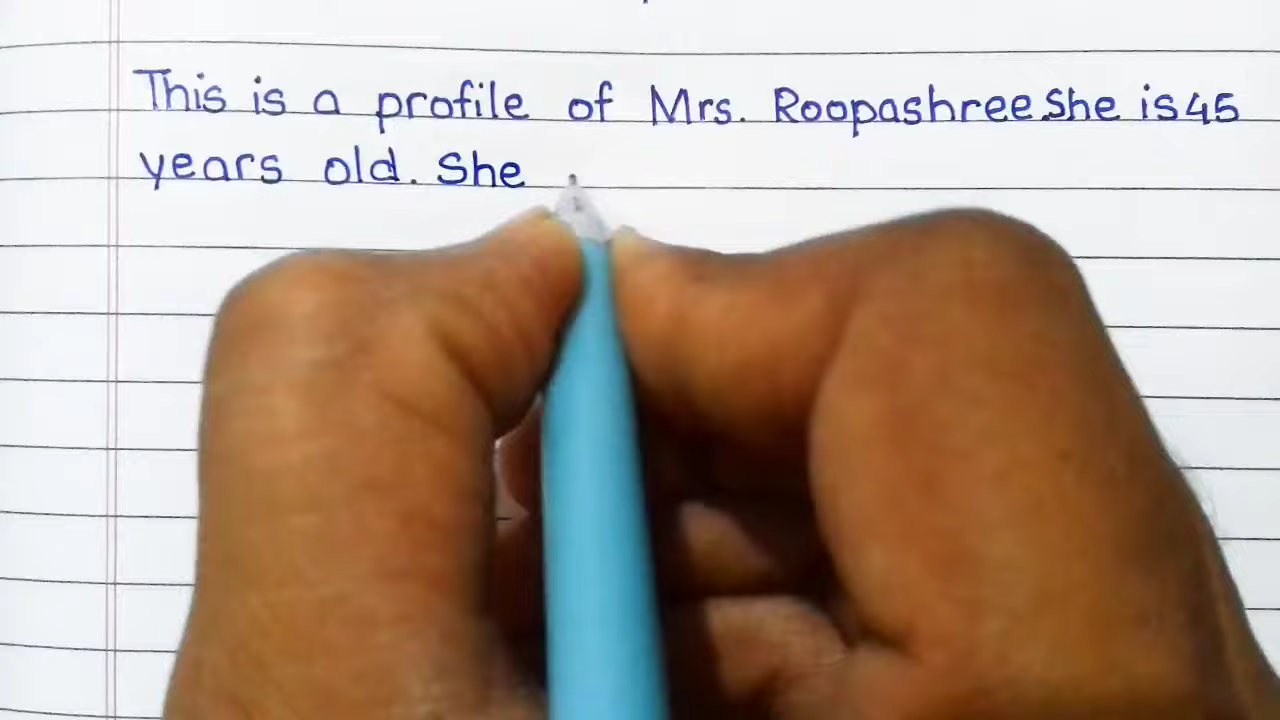 This is a profile of Mrs. Roopashree.She is 45
years old. She